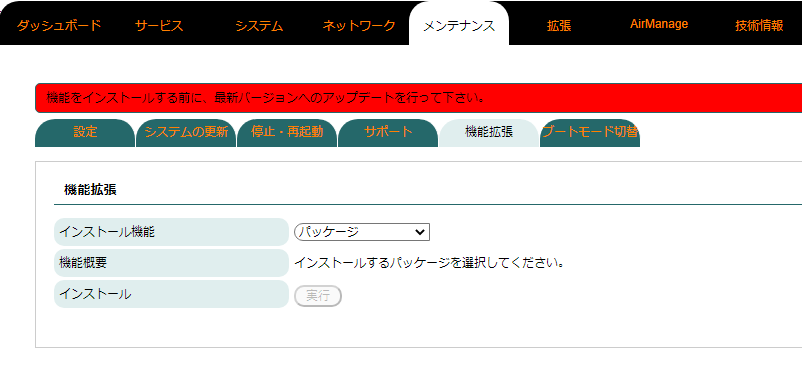 ダッシュボード サービス システム ネットワーク メンテナンス 拡張 AirManage 技術情報
機能をインストールする前に、最新バージョンへのアップデートを行って下さい。
設定 システムの更新 停止・再起動 サポート 機能拡張 ブートモード切替
機能拡張
インストール機能 パッケージ
機能概要 インストールするパッケージを選択してください。
インストール 実行